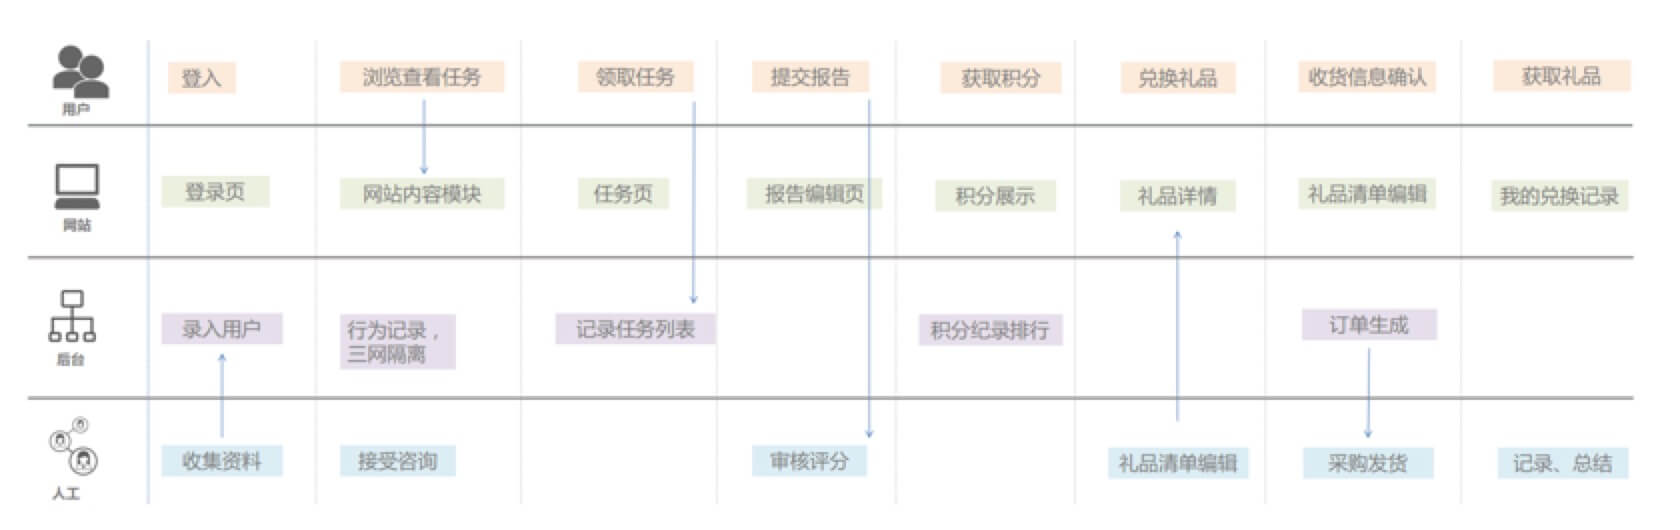 登入
浏览查看任务
领取任务
提交报告
获取积分
兑换礼品
收货信息确认
获取礼品
用户
登录页
网站内容模块
任务页
报告编辑页
积分展示
礼品详情
礼品清单编辑
我的兑换记录
网站
录入用户
行为记录，
三网隔离
记录任务列表
积分纪录排行
订单生成
后台
收集资料
接受咨询
审核评分
礼品清单编辑
采购发货
记录、总结
人工